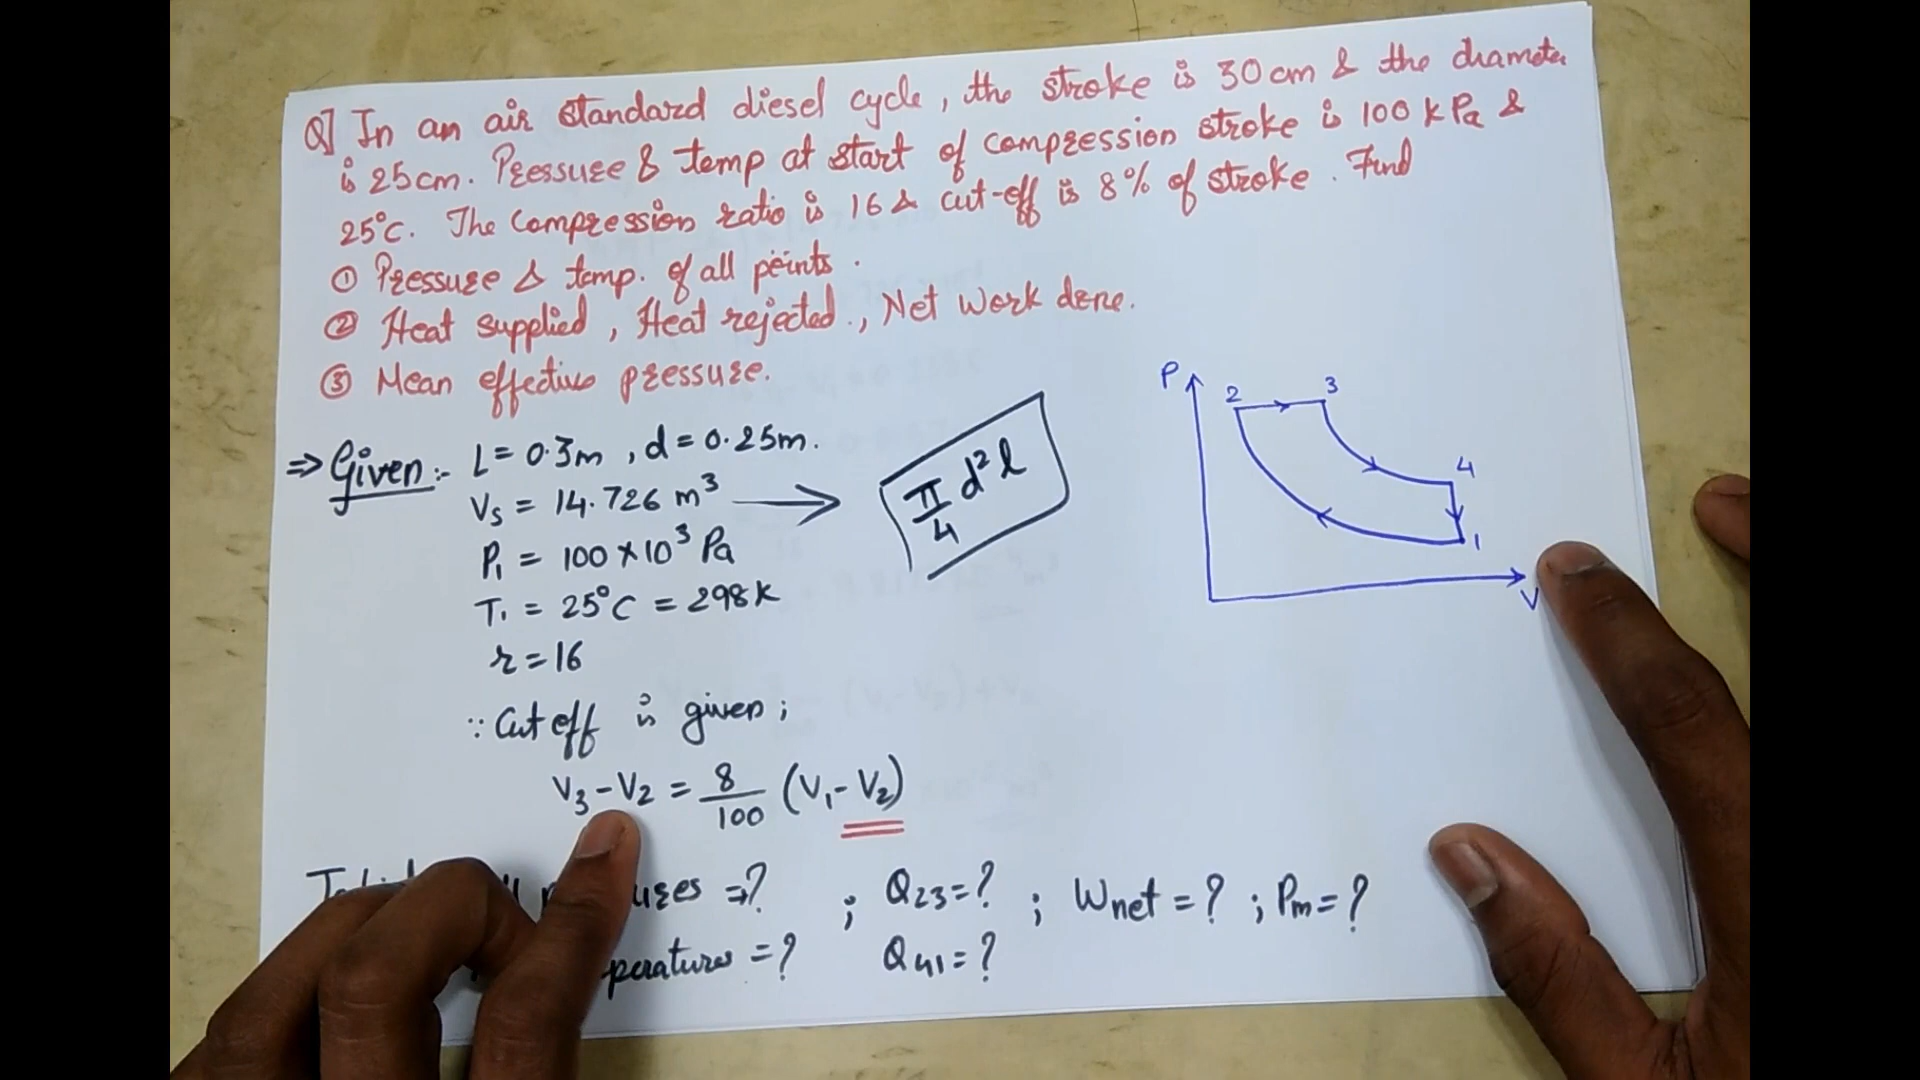 Q] In an air standard diesel cycle, the stroke is 30 cm & the diameter
is 25cm. Pressure & temp at start of compression stroke is 100 kPa &
25°C. The Compression ratio is 16 & cut-off is 8% of stroke. Find
① Pressure & temp. of all points.
② Heat supplied, Heat rejected, Net Work done.
③ Mean effective pressure.
⇒ Given:- L = 0.3m, d = 0.25m.
Vs = 14.726 m³ ⟶ π/4 d² l
P₁ = 100 × 10³ Pa
T₁ = 25°C = 298k
r = 16
∵ Cut off is given;
V₃ - V₂ = 8/100 (V₁ - V₂)
⇒? ; Q₂₃ = ? ; Wnet = ? ; Pm = ?
= ? Q₄₁ = ?
P
2
3
4
1
V